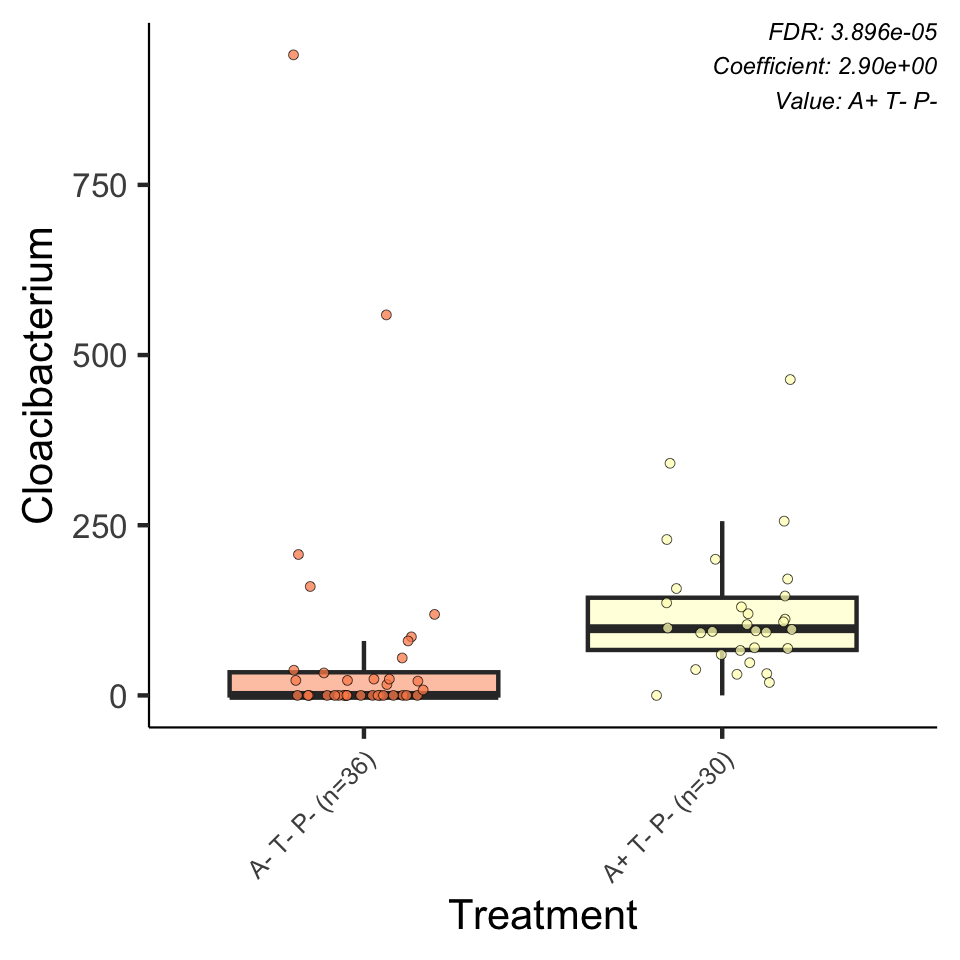 FDR: 3.896e-05
Coefficient: 2.90e+00
Value: A+ T- P-
Cloacibacterium
750
500
250
0
A- T- P- (n=36)
A+ T- P- (n=30)
Treatment